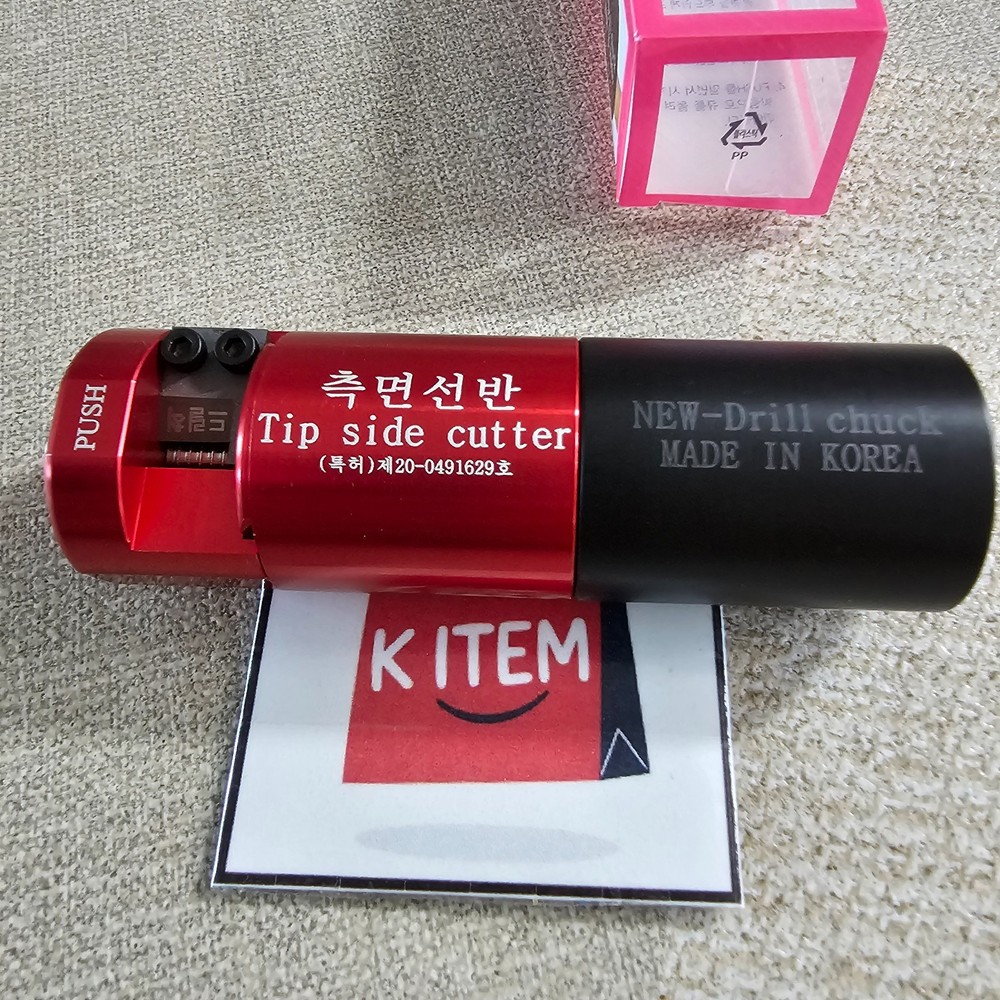 PP
PUSH
측면선반
Tip side cutter
(특허)제20-0491629호
NEW-Drill chuck
MADE IN KOREA
K ITEM